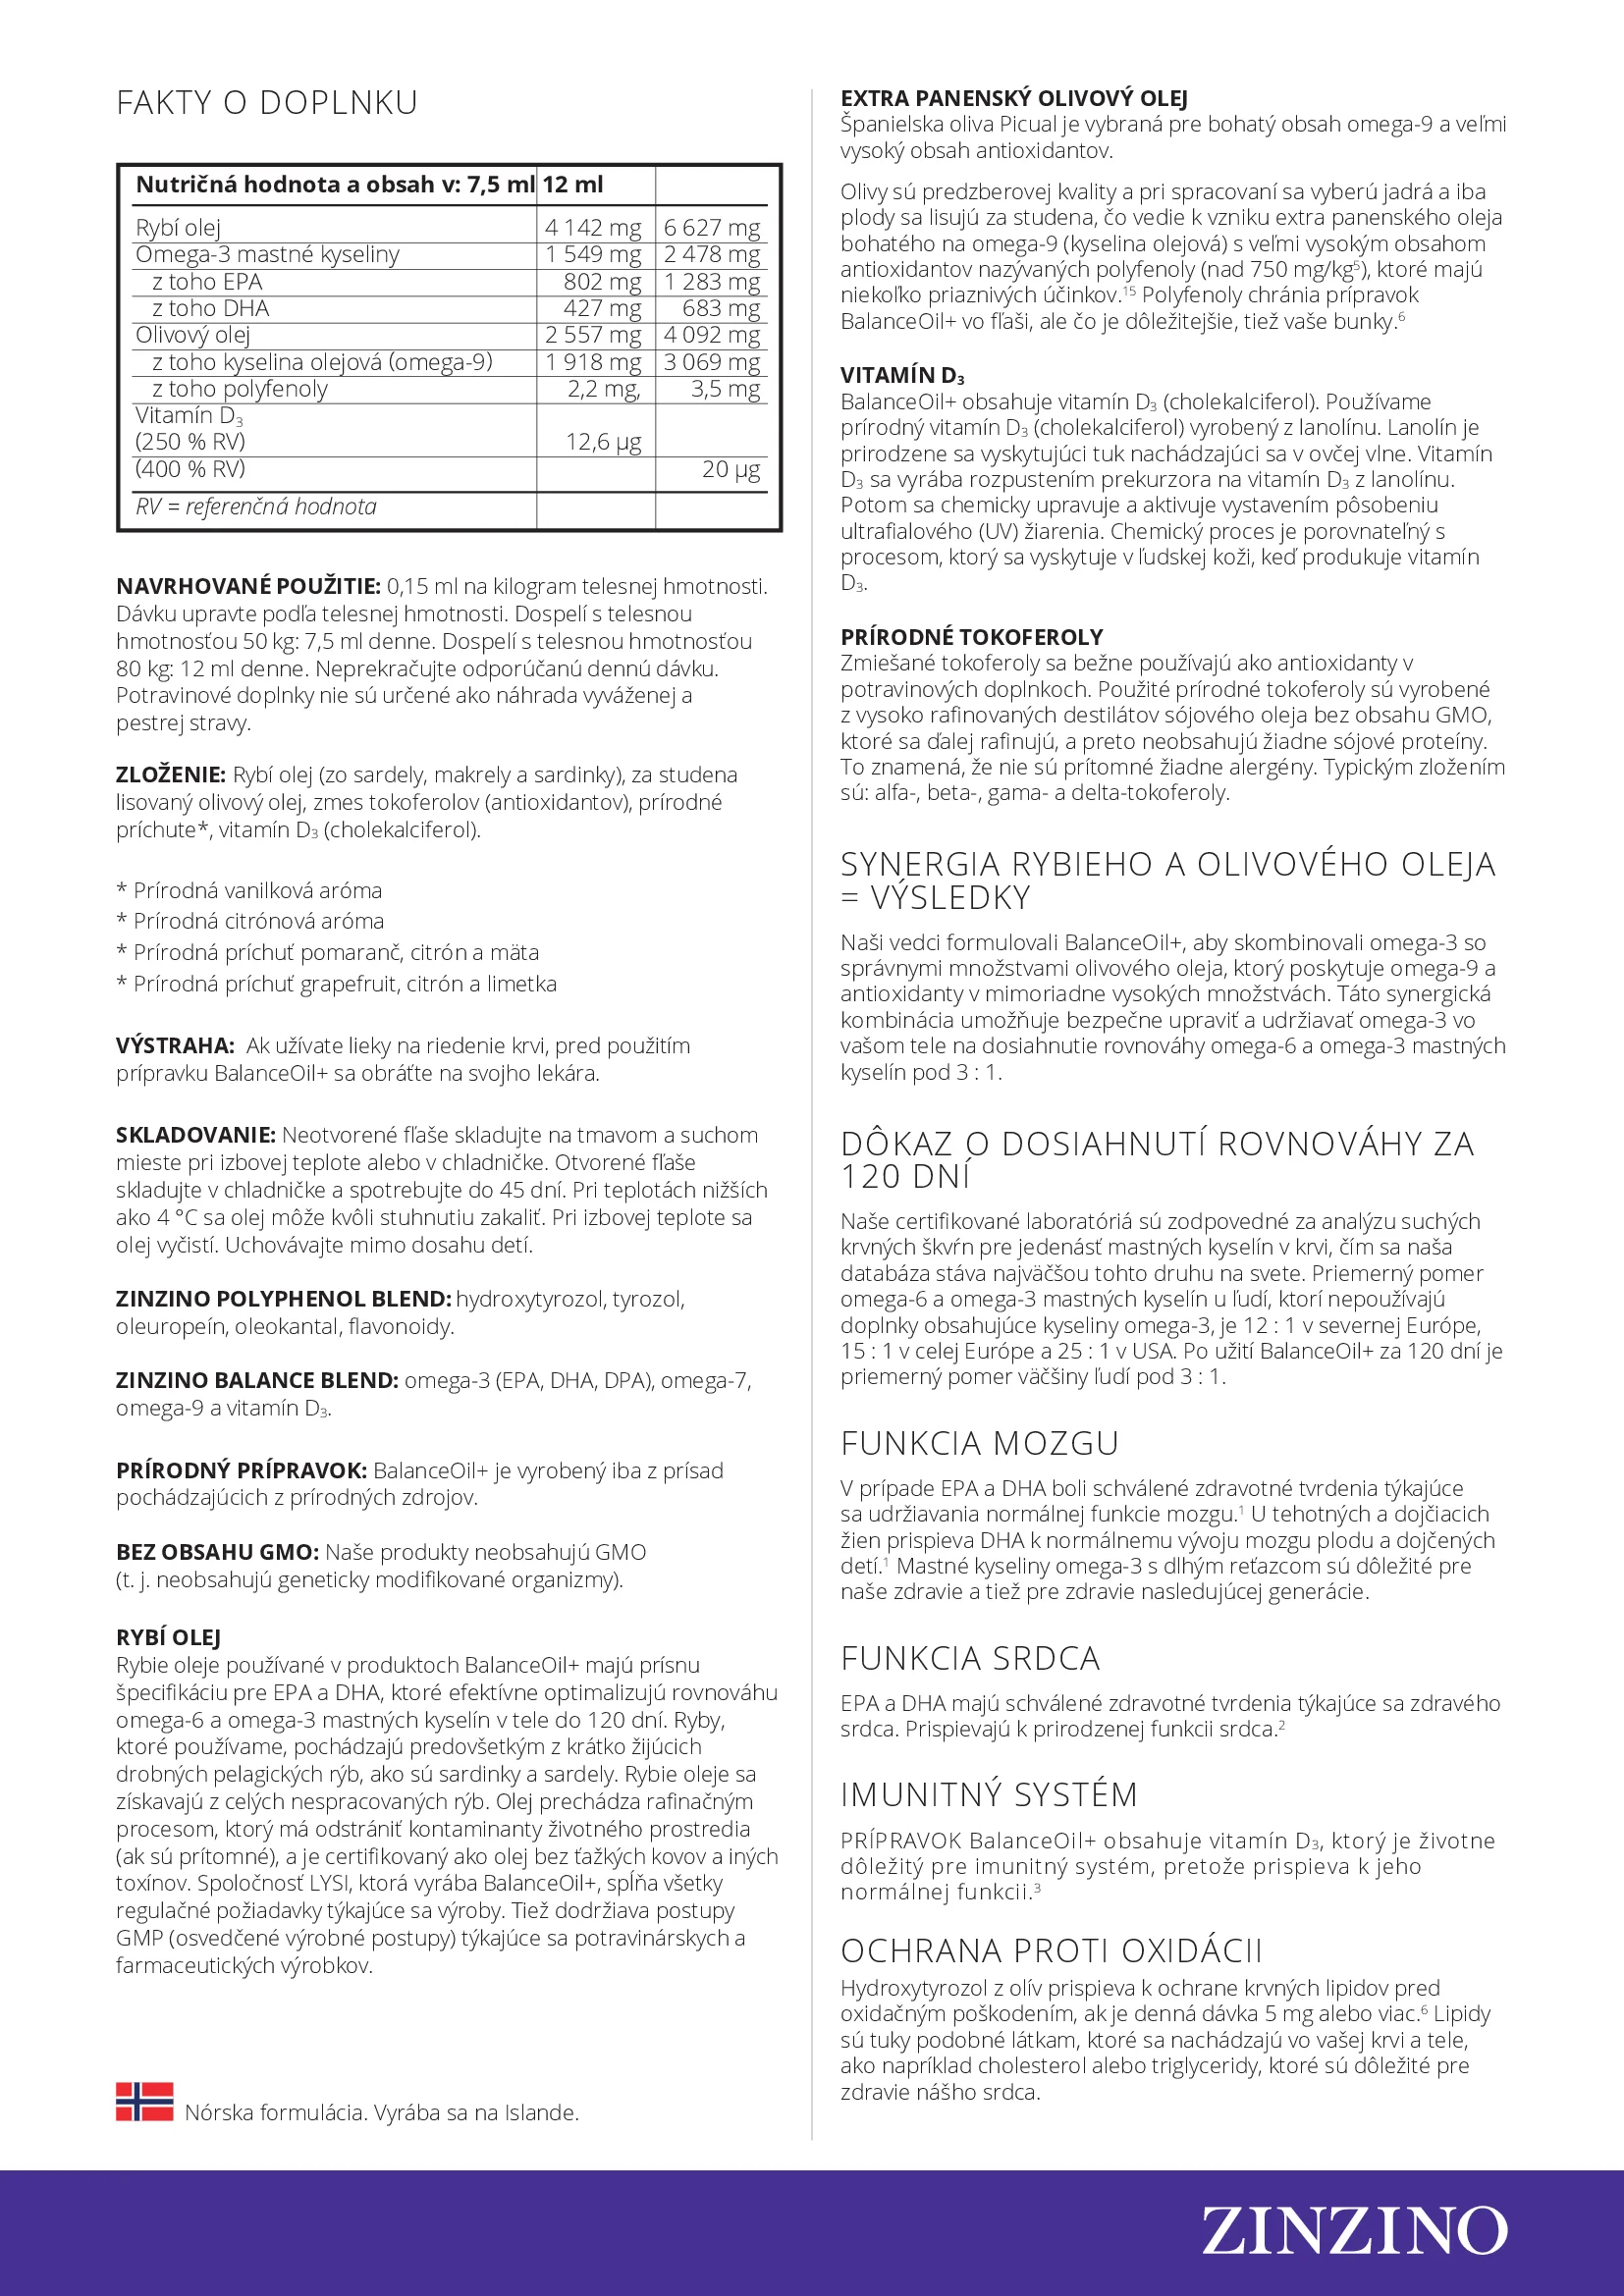 FAKTY O DOPLNKU
Nutričná hodnota a obsah v: 7,5 ml 12 ml
Rybí olej 4 142 mg 6 627 mg
Omega-3 mastné kyseliny 1 549 mg 2 478 mg
z toho EPA 802 mg 1 283 mg
z toho DHA 427 mg 683 mg
Olivový olej 2 557 mg 4 092 mg
z toho kyselina olejová (omega-9) 1 918 mg 3 069 mg
z toho polyfenoly 2,2 mg, 3,5 mg
Vitamín D₃
(250 % RV) 12,6 µg
(400 % RV) 20 µg
RV = referenčná hodnota
NAVRHOVANÉ POUŽITIE: 0,15 ml na kilogram telesnej hmotnosti.
Dávku upravte podľa telesnej hmotnosti. Dospelí s telesnou
hmotnosťou 50 kg: 7,5 ml denne. Dospelí s telesnou hmotnosťou
80 kg: 12 ml denne. Neprekračujte odporúčanú dennú dávku.
Potravinové doplnky nie sú určené ako náhrada vyváženej a
pestrej stravy.
ZLOŽENIE: Rybí olej (zo sardely, makrely a sardinky), za studena
lisovaný olivový olej, zmes tokoferolov (antioxidantov), prírodné
príchute*, vitamín D₃ (cholekalciferol).
* Prírodná vanilková aróma
* Prírodná citrónová aróma
* Prírodná príchuť pomaranč, citrón a mäta
* Prírodná príchuť grapefruit, citrón a limetka
VÝSTRAHA: Ak užívate lieky na riedenie krvi, pred použitím
prípravku BalanceOil+ sa obráťte na svojho lekára.
SKLADOVANIE: Neotvorené fľaše skladujte na tmavom a suchom
mieste pri izbovej teplote alebo v chladničke. Otvorené fľaše
skladujte v chladničke a spotrebujte do 45 dní. Pri teplotách nižších
ako 4 °C sa olej môže kvôli stuhnutiu zakaliť. Pri izbovej teplote sa
olej vyčistí. Uchovávajte mimo dosahu detí.
ZINZINO POLYPHENOL BLEND: hydroxytyrozol, tyrozol,
oleuropeín, oleokantal, flavonoidy.
ZINZINO BALANCE BLEND: omega-3 (EPA, DHA, DPA), omega-7,
omega-9 a vitamín D₃.
PRÍRODNÝ PRÍPRAVOK: BalanceOil+ je vyrobený iba z prísad
pochádzajúcich z prírodných zdrojov.
BEZ OBSAHU GMO: Naše produkty neobsahujú GMO
(t. j. neobsahujú geneticky modifikované organizmy).
RYBÍ OLEJ
Rybie oleje používané v produktoch BalanceOil+ majú prísnu
špecifikáciu pre EPA a DHA, ktoré efektívne optimalizujú rovnováhu
omega-6 a omega-3 mastných kyselín v tele do 120 dní. Ryby,
ktoré používame, pochádzajú predovšetkým z krátko žijúcich
drobných pelagických rýb, ako sú sardinky a sardely. Rybie oleje sa
získavajú z celých nespracovaných rýb. Olej prechádza rafinačným
procesom, ktorý má odstrániť kontaminanty životného prostredia
(ak sú prítomné), a je certifikovaný ako olej bez ťažkých kovov a iných
toxínov. Spoločnosť LYSI, ktorá vyrába BalanceOil+, spĺňa všetky
regulačné požiadavky týkajúce sa výroby. Tiež dodržiava postupy
GMP (osvedčené výrobné postupy) týkajúce sa potravinárskych a
farmaceutických výrobkov.
Nórska formulácia. Vyrába sa na Islande.
EXTRA PANENSKÝ OLIVOVÝ OLEJ
Španielska oliva Picual je vybraná pre bohatý obsah omega-9 a veľmi
vysoký obsah antioxidantov.
Olivy sú predzberovej kvality a pri spracovaní sa vyberú jadrá a iba
plody sa lisujú za studena, čo vedie k vzniku extra panenského oleja
bohatého na omega-9 (kyselina olejová) s veľmi vysokým obsahom
antioxidantov nazývaných polyfenoly (nad 750 mg/kg⁵), ktoré majú
niekoľko priaznivých účinkov.¹⁵ Polyfenoly chránia prípravok
BalanceOil+ vo fľaši, ale čo je dôležitejšie, tiež vaše bunky.⁶
VITAMÍN D₃
BalanceOil+ obsahuje vitamín D₃ (cholekalciferol). Používame
prírodný vitamín D₃ (cholekalciferol) vyrobený z lanolínu. Lanolín je
prirodzene sa vyskytujúci tuk nachádzajúci sa v ovčej vlne. Vitamín
D₃ sa vyrába rozpustením prekurzora na vitamín D₃ z lanolínu.
Potom sa chemicky upravuje a aktivuje vystavením pôsobeniu
ultrafialového (UV) žiarenia. Chemický proces je porovnateľný s
procesom, ktorý sa vyskytuje v ľudskej koži, keď produkuje vitamín
D₃.
PRÍRODNÉ TOKOFEROLY
Zmiešané tokoferoly sa bežne používajú ako antioxidanty v
potravinových doplnkoch. Použité prírodné tokoferoly sú vyrobené
z vysoko rafinovaných destilátov sójového oleja bez obsahu GMO,
ktoré sa ďalej rafinujú, a preto neobsahujú žiadne sójové proteíny.
To znamená, že nie sú prítomné žiadne alergény. Typickým zložením
sú: alfa-, beta-, gama- a delta-tokoferoly.
SYNERGIA RYBIEHO A OLIVOVÉHO OLEJA
= VÝSLEDKY
Naši vedci formulovali BalanceOil+, aby skombinovali omega-3 so
správnymi množstvami olivového oleja, ktorý poskytuje omega-9 a
antioxidanty v mimoriadne vysokých množstvách. Táto synergická
kombinácia umožňuje bezpečne upraviť a udržiavať omega-3 vo
vašom tele na dosiahnutie rovnováhy omega-6 a omega-3 mastných
kyselín pod 3 : 1.
DÔKAZ O DOSIAHNUTÍ ROVNOVÁHY ZA
120 DNÍ
Naše certifikované laboratóriá sú zodpovedné za analýzu suchých
krvných škvŕn pre jedenásť mastných kyselín v krvi, čím sa naša
databáza stáva najväčšou tohto druhu na svete. Priemerný pomer
omega-6 a omega-3 mastných kyselín u ľudí, ktorí nepoužívajú
doplnky obsahujúce kyseliny omega-3, je 12 : 1 v severnej Európe,
15 : 1 v celej Európe a 25 : 1 v USA. Po užití BalanceOil+ za 120 dní je
priemerný pomer väčšiny ľudí pod 3 : 1.
FUNKCIA MOZGU
V prípade EPA a DHA boli schválené zdravotné tvrdenia týkajúce
sa udržiavania normálnej funkcie mozgu.¹ U tehotných a dojčiacich
žien prispieva DHA k normálnemu vývoju mozgu plodu a dojčených
detí.¹ Mastné kyseliny omega-3 s dlhým reťazcom sú dôležité pre
naše zdravie a tiež pre zdravie nasledujúcej generácie.
FUNKCIA SRDCA
EPA a DHA majú schválené zdravotné tvrdenia týkajúce sa zdravého
srdca. Prispievajú k prirodzenej funkcii srdca.²
IMUNITNÝ SYSTÉM
PRÍPRAVOK BalanceOil+ obsahuje vitamín D₃, ktorý je životne
dôležitý pre imunitný systém, pretože prispieva k jeho
normálnej funkcii.³
OCHRANA PROTI OXIDÁCII
Hydroxytyrozol z olív prispieva k ochrane krvných lipidov pred
oxidačným poškodením, ak je denná dávka 5 mg alebo viac.⁶ Lipidy
sú tuky podobné látkam, ktoré sa nachádzajú vo vašej krvi a tele,
ako napríklad cholesterol alebo triglyceridy, ktoré sú dôležité pre
zdravie nášho srdca.
ZINZINO